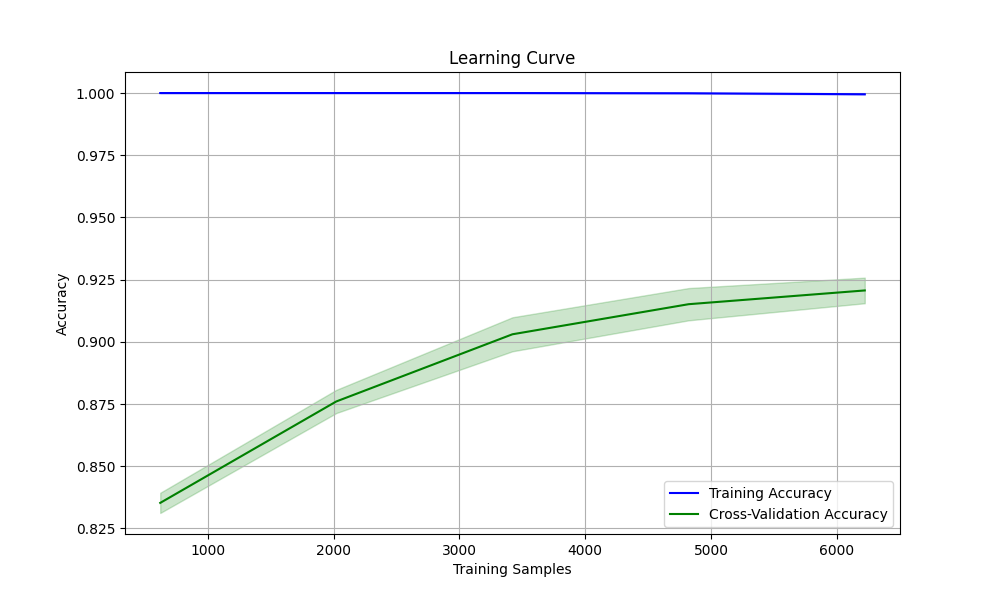 Learning Curve
1.000
0.975
0.950
0.925
0.900
0.875
0.850
0.825
Accuracy
Training Accuracy
Cross-Validation Accuracy
1000 2000 3000 4000 5000 6000
Training Samples